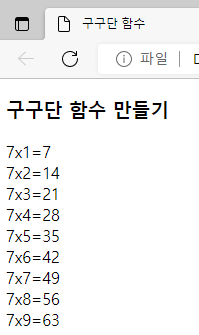 구구단 함수
파일
구구단 함수 만들기
7x1=7
7x2=14
7x3=21
7x4=28
7x5=35
7x6=42
7x7=49
7x8=56
7x9=63